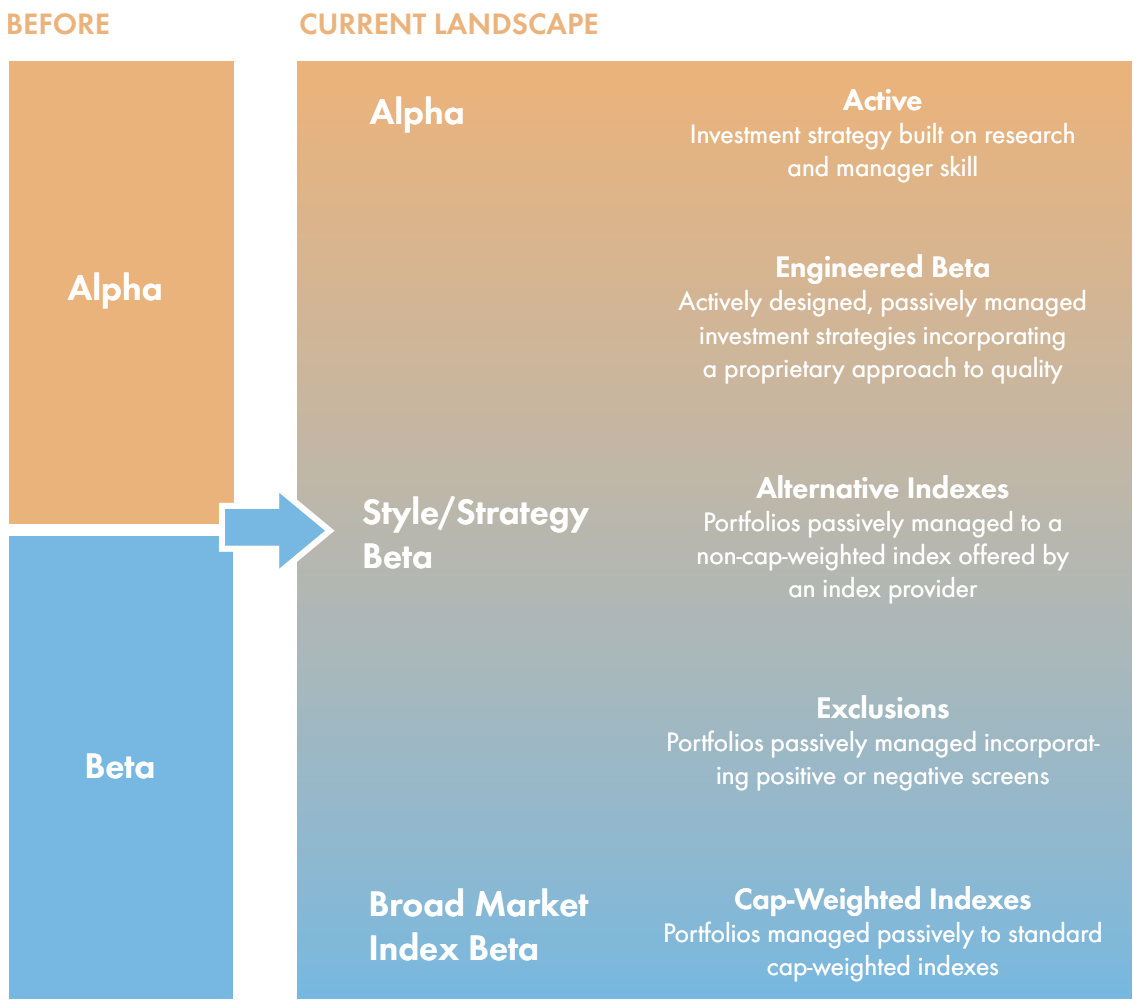 BEFORE
CURRENT LANDSCAPE
Alpha
Beta
Alpha
Active
Investment strategy built on research
and manager skill
Engineered Beta
Actively designed, passively managed
investment strategies incorporating
a proprietary approach to quality
Style/Strategy
Beta
Alternative Indexes
Portfolios passively managed to a
non-cap-weighted index offered by
an index provider
Exclusions
Portfolios passively managed incorporat-
ing positive or negative screens
Broad Market
Index Beta
Cap-Weighted Indexes
Portfolios managed passively to standard
cap-weighted indexes